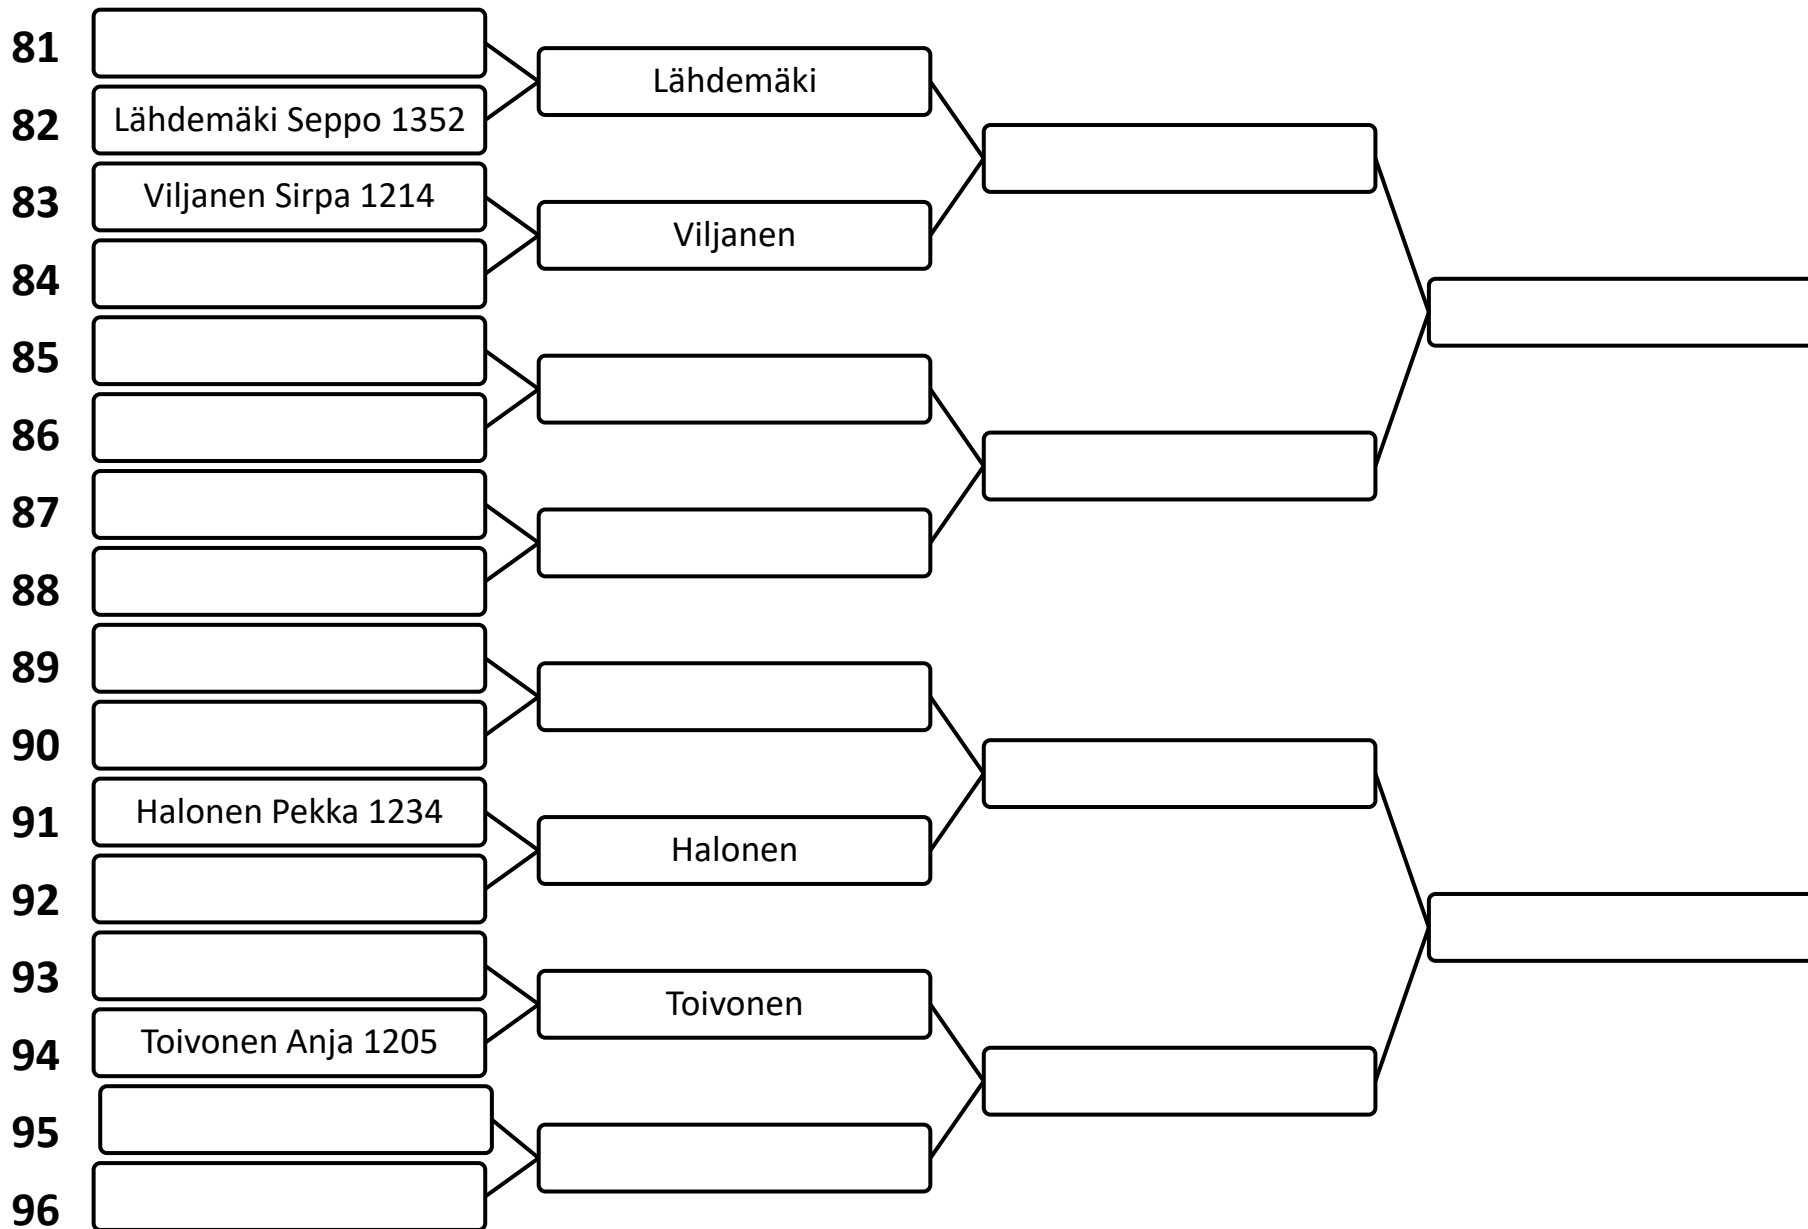 81
Lähdemäki
82 Lähdemäki Seppo 1352
83 Viljanen Sirpa 1214
Viljanen
84
85
86
87
88
89
90
91 Halonen Pekka 1234
Halonen
92
93
Toivonen
94 Toivonen Anja 1205
95
96